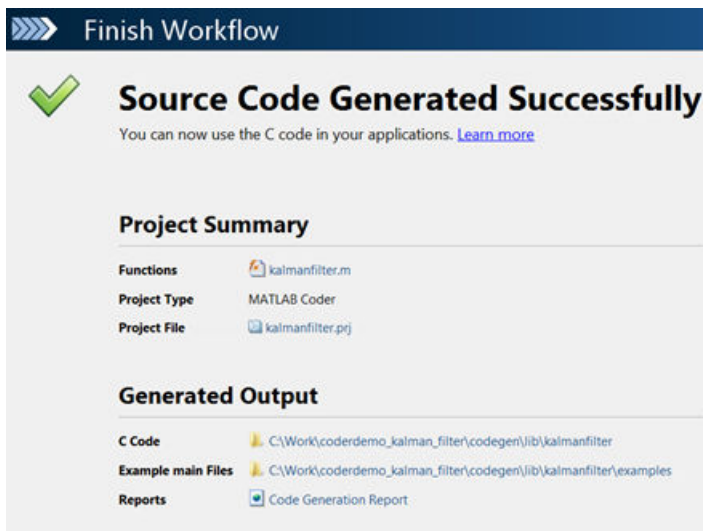 Finish Workflow
Source Code Generated Successfully
You can now use the C code in your applications. Learn more
Project Summary
Functions kalmanfilter.m
Project Type MATLAB Coder
Project File kalmanfilter.prj
Generated Output
C Code C:\Work\coderdemo_kalman_filter\codegen\lib\kalmanfilter
Example main Files C:\Work\coderdemo_kalman_filter\codegen\lib\kalmanfilter\examples
Reports Code Generation Report